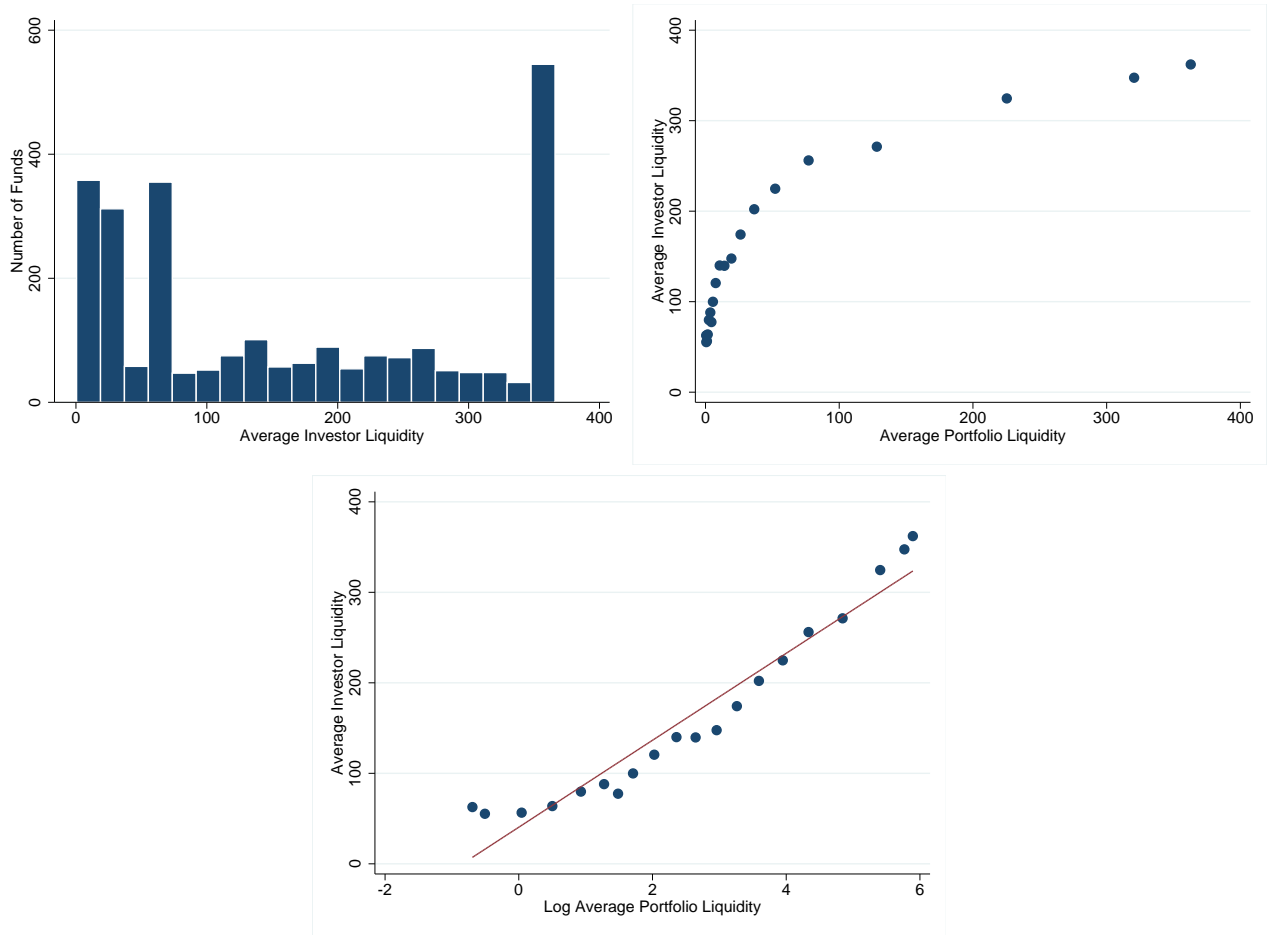 600
400
200
0
Number of Funds
0 100 200 300 400
Average Investor Liquidity
400
300
200
100
0
Average Investor Liquidity
0 100 200 300 400
Average Portfolio Liquidity
400
300
200
100
0
Average Investor Liquidity
-2 0 2 4 6
Log Average Portfolio Liquidity